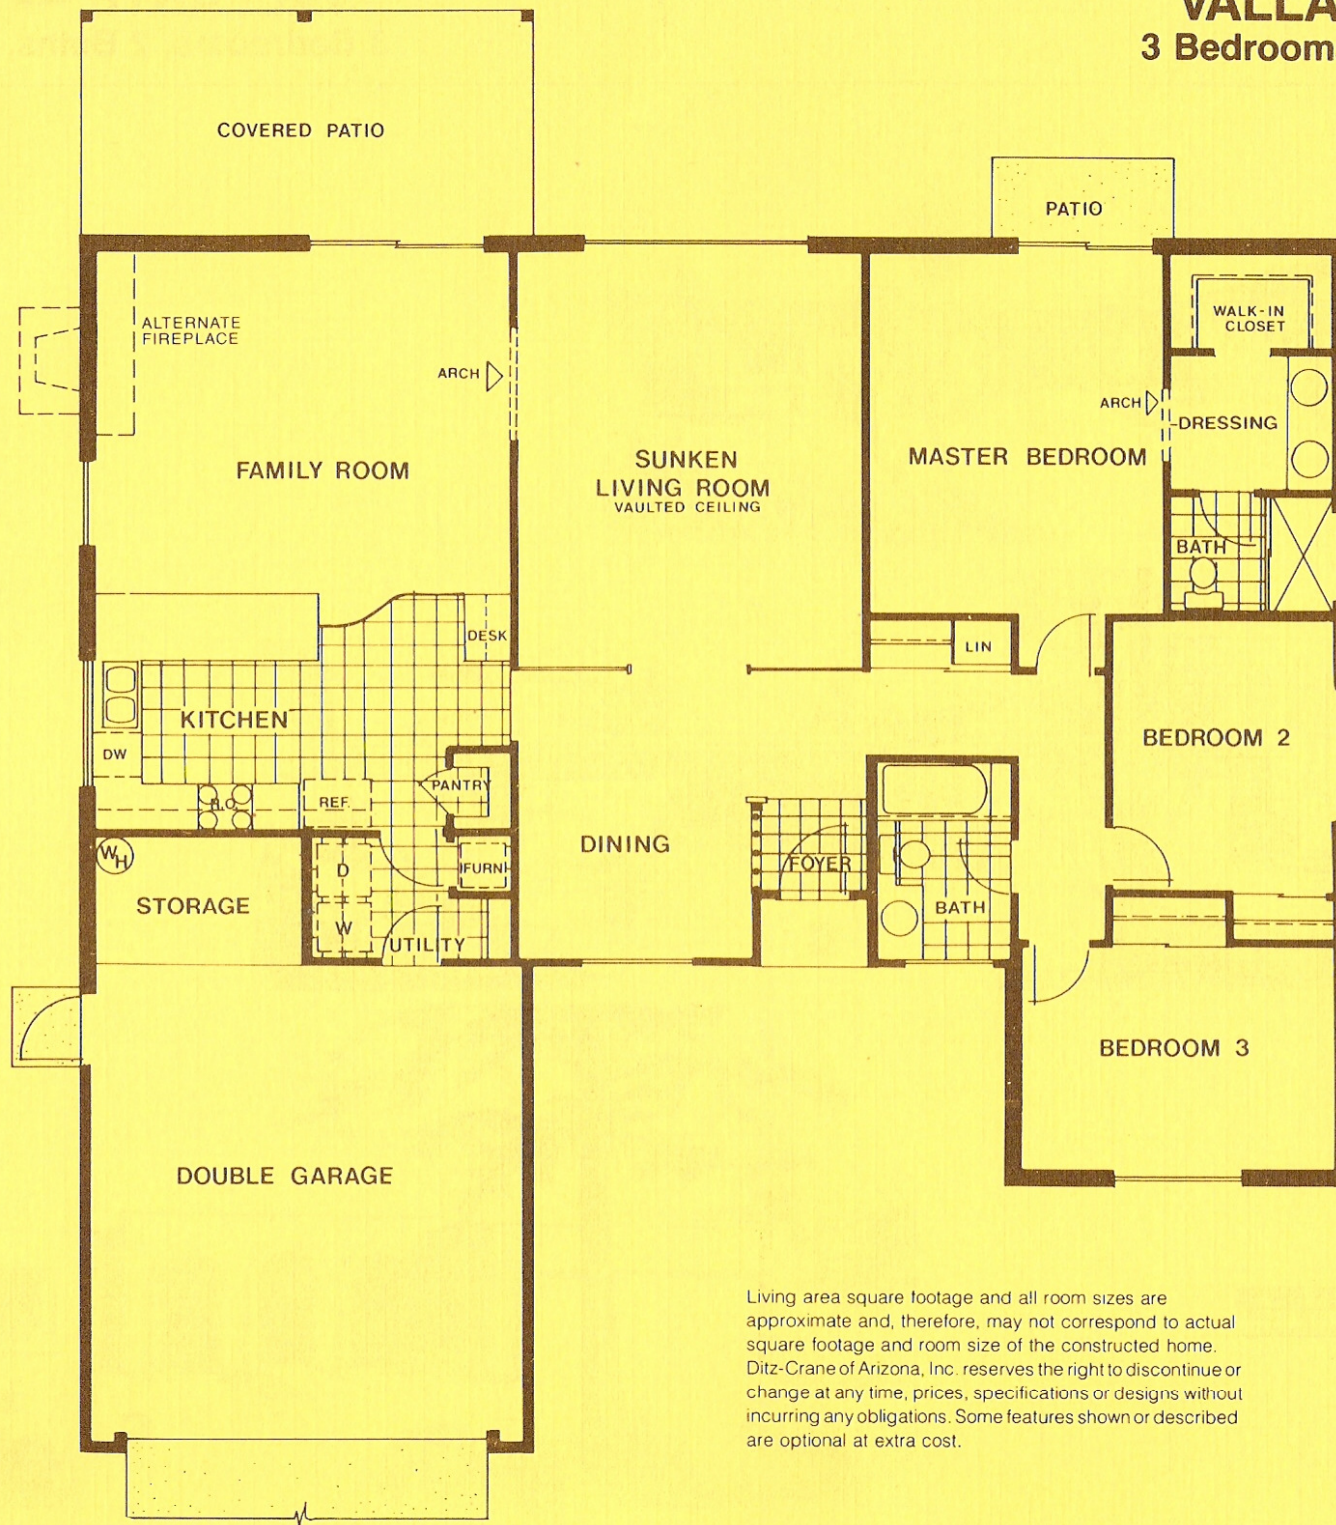 VALLA
3 Bedroom
COVERED PATIO
PATIO
ALTERNATE
FIREPLACE
WALK-IN
CLOSET
ARCH
ARCH
DRESSING
FAMILY ROOM
SUNKEN
LIVING ROOM
VAULTED CEILING
MASTER BEDROOM
BATH
DESK
LIN
KITCHEN
BEDROOM 2
DW
PANTRY
REF.
DINING
FOYER
WH
D
FURN
STORAGE
W
UTILITY
BATH
BEDROOM 3
DOUBLE GARAGE
Living area square footage and all room sizes are
approximate and, therefore, may not correspond to actual
square footage and room size of the constructed home.
Ditz-Crane of Arizona, Inc. reserves the right to discontinue or
change at any time, prices, specifications or designs without
incurring any obligations. Some features shown or described
are optional at extra cost.